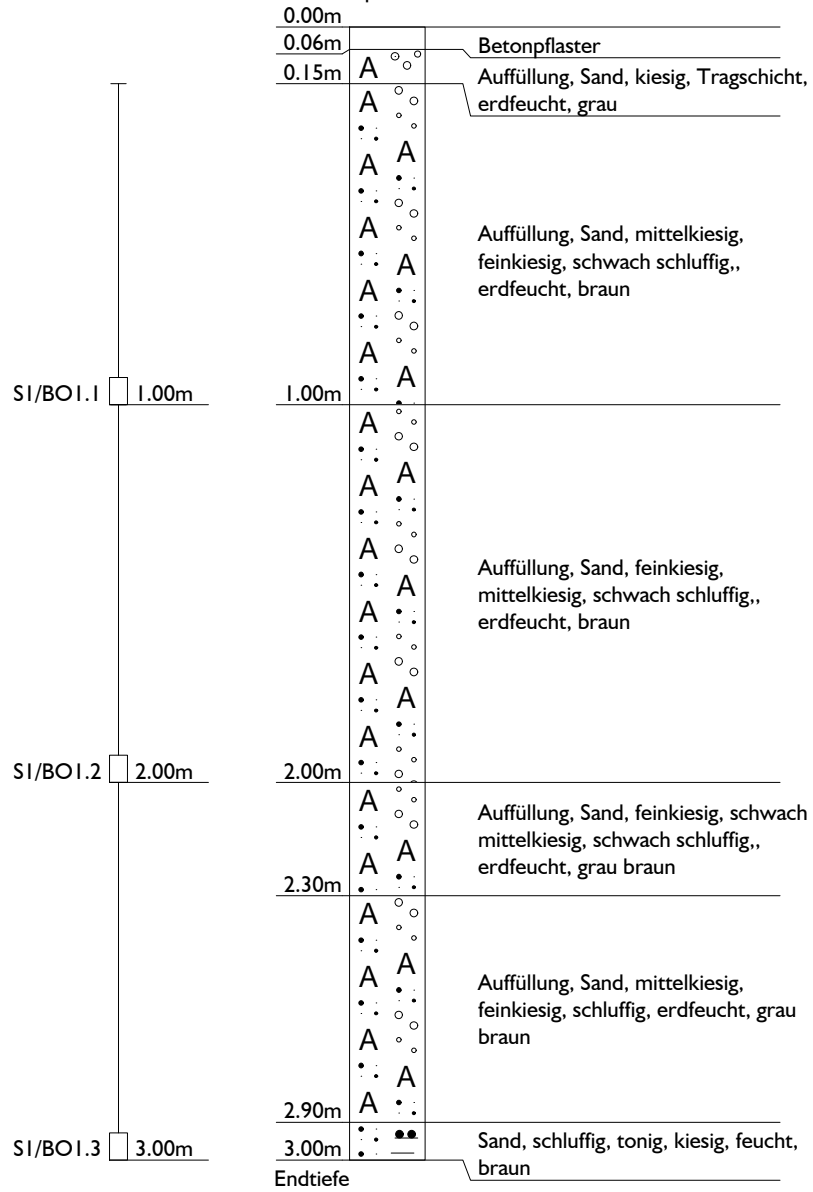 0.00m
0.06m
Betonpflaster
0.15m
A
Auffüllung, Sand, kiesig, Tragschicht,
erdfeucht, grau
A
A
A
A
Auffüllung, Sand, mittelkiesig,
feinkiesig, schwach schluffig,,
erdfeucht, braun
A
A
A
A
S1/BO1.1
1.00m
1.00m
A
A
A
A
A
Auffüllung, Sand, feinkiesig,
mittelkiesig, schwach schluffig,,
erdfeucht, braun
A
A
A
A
S1/BO1.2
2.00m
2.00m
A
A
A
Auffüllung, Sand, feinkiesig, schwach
mittelkiesig, schwach schluffig,,
erdfeucht, grau braun
2.30m
A
A
A
A
A
A
Auffüllung, Sand, mittelkiesig,
feinkiesig, schluffig, erdfeucht, grau
braun
2.90m
S1/BO1.3
3.00m
3.00m
Sand, schluffig, tonig, kiesig, feucht,
braun
Endtiefe